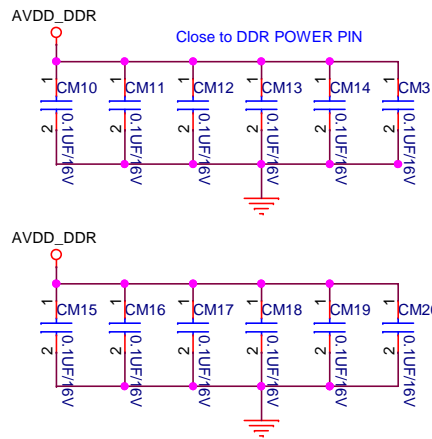 AVDD_DDR
Close to DDR POWER PIN
1 CM10 1 CM11 1 CM12 1 CM13 1 CM14 1 CM3
2 0.1UF/16V 2 0.1UF/16V 2 0.1UF/16V 2 0.1UF/16V 2 0.1UF/16V 2 0.1UF/16V
AVDD_DDR
1 CM15 1 CM16 1 CM17 1 CM18 1 CM19 1 CM20
2 0.1UF/16V 2 0.1UF/16V 2 0.1UF/16V 2 0.1UF/16V 2 0.1UF/16V 2 0.1UF/16V